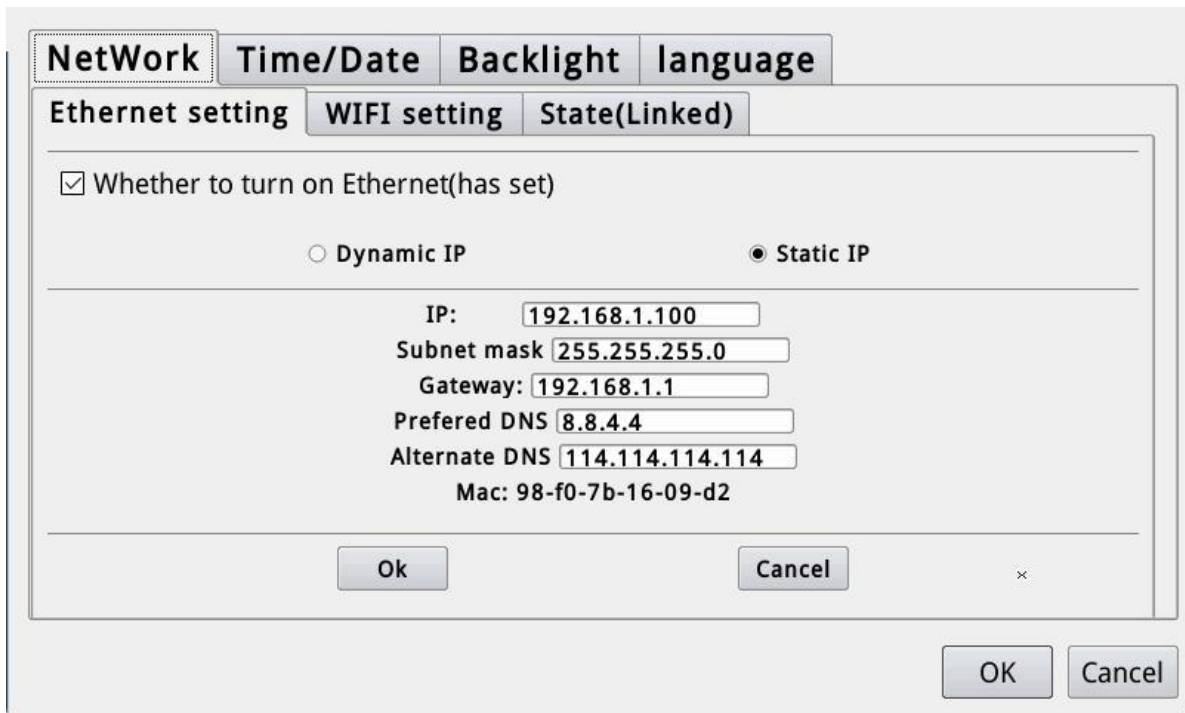 NetWork Time/Date Backlight language
Ethernet setting WIFI setting State(Linked)
Whether to turn on Ethernet(has set)
Dynamic IP Static IP
IP: 192.168.1.100
Subnet mask 255.255.255.0
Gateway: 192.168.1.1
Prefered DNS 8.8.4.4
Alternate DNS 114.114.114.114
Mac: 98-f0-7b-16-09-d2
Ok Cancel
OK Cancel